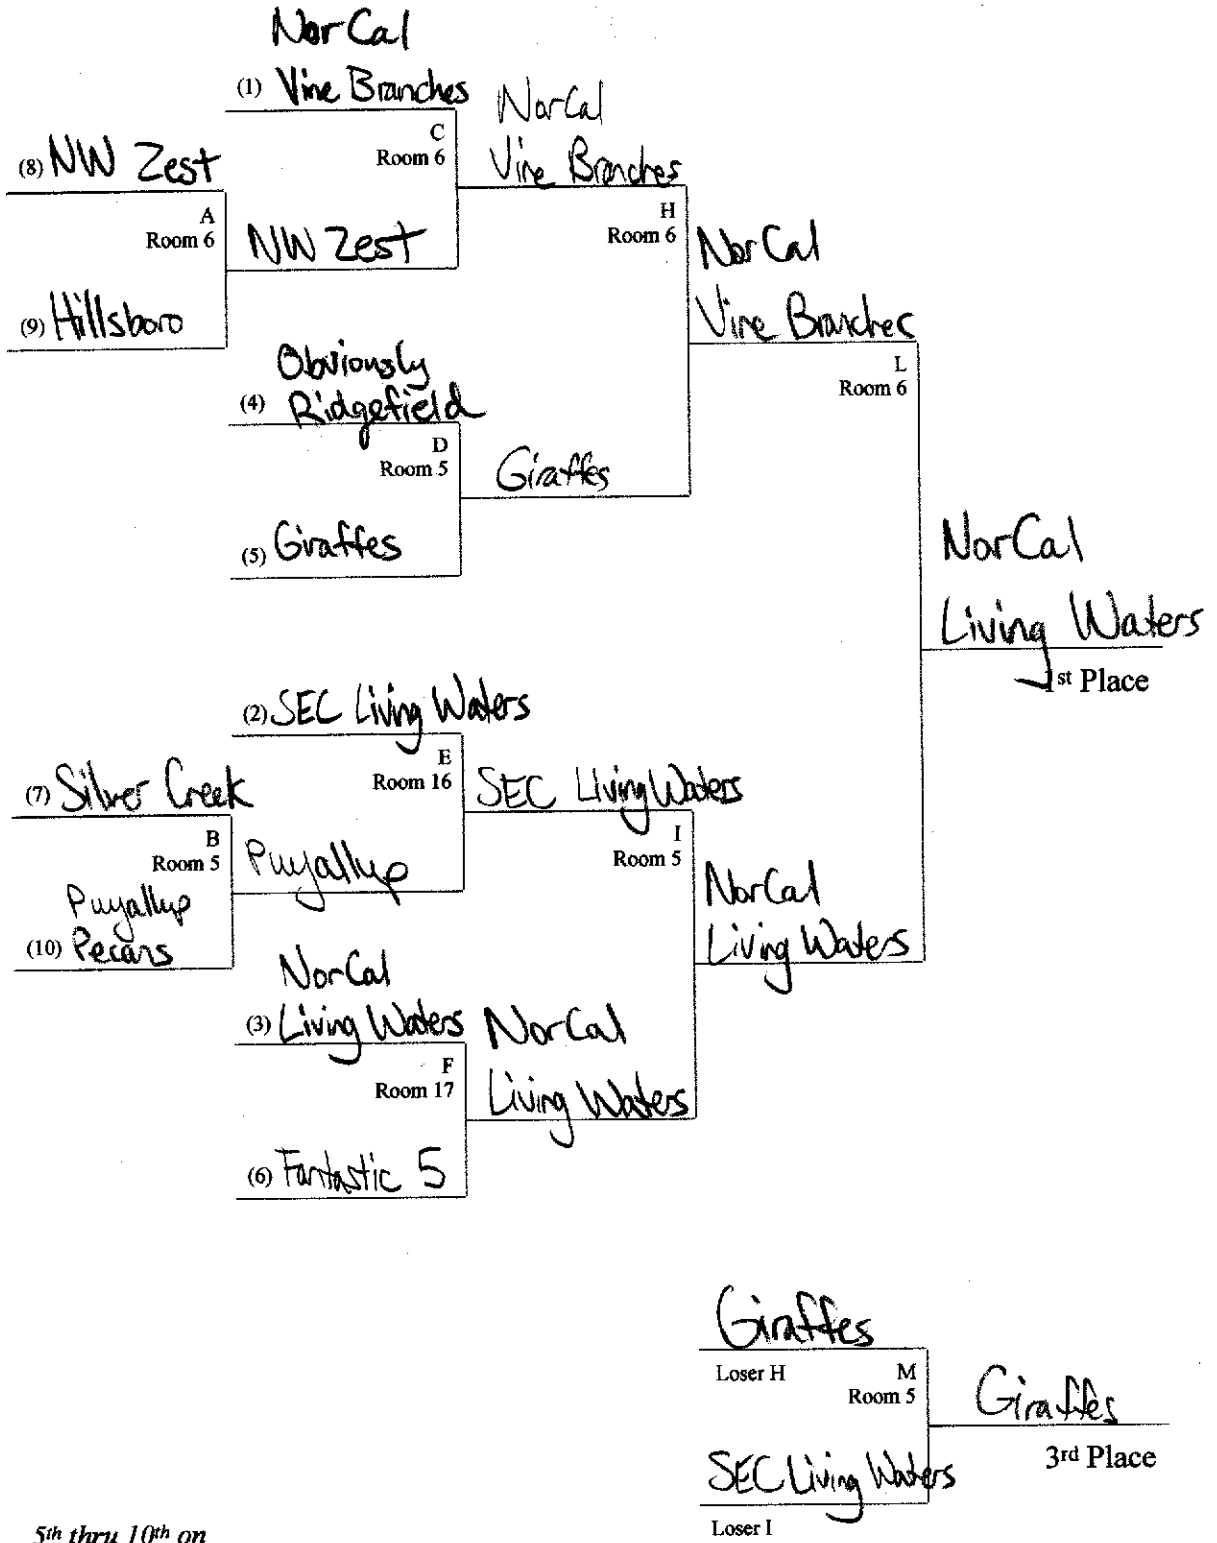 NorCal
(1) Vine Branches
C
Room 6
NorCal
Vine Branches
(8) NW Zest
A
Room 6
NW Zest
(9) Hillsboro
H
Room 6
NorCal
Vine Branches
Obviously
(4) Ridgefield
D
Room 5
Giraffes
(5) Giraffes
L
Room 6
NorCal
Living Waters
1st Place
(2) SEC Living Waters
E
Room 16
SEC Living Waters
(7) Silver Creek
B
Room 5
Puyallup
Puyallup
(10) Pecans
I
Room 5
NorCal
Living Waters
NorCal
(3) Living Waters
F
Room 17
NorCal
Living Waters
(6) Fantastic 5
Giraffes
Loser H
M
Room 5
Giraffes
3rd Place
SEC Living Waters
Loser I
5th thru 10th on